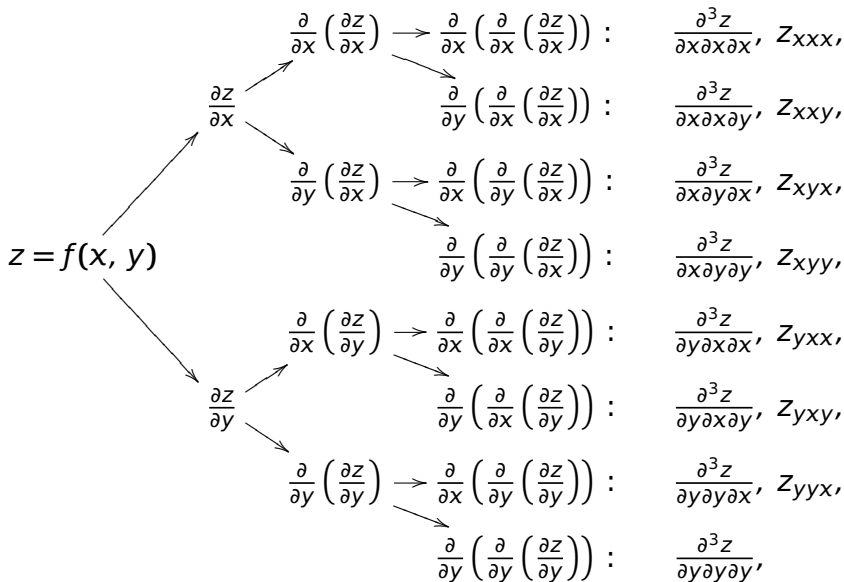 ∂/∂x (∂z/∂x) → ∂/∂x (∂/∂x (∂z/∂x)) : ∂³z/∂x∂x∂x, z_xxx,
∂z/∂x ∂/∂y (∂/∂x (∂z/∂x)) : ∂³z/∂x∂x∂y, z_xxy,
∂/∂y (∂z/∂x) → ∂/∂x (∂/∂y (∂z/∂x)) : ∂³z/∂x∂y∂x, z_xyx,
z = f(x, y) ∂/∂y (∂/∂y (∂z/∂x)) : ∂³z/∂x∂y∂y, z_xyy,
∂/∂x (∂z/∂y) → ∂/∂x (∂/∂x (∂z/∂y)) : ∂³z/∂y∂x∂x, z_yxx,
∂z/∂y ∂/∂y (∂/∂x (∂z/∂y)) : ∂³z/∂y∂x∂y, z_yxy,
∂/∂y (∂z/∂y) → ∂/∂x (∂/∂y (∂z/∂y)) : ∂³z/∂y∂y∂x, z_yyx,
∂/∂y (∂/∂y (∂z/∂y)) : ∂³z/∂y∂y∂y,